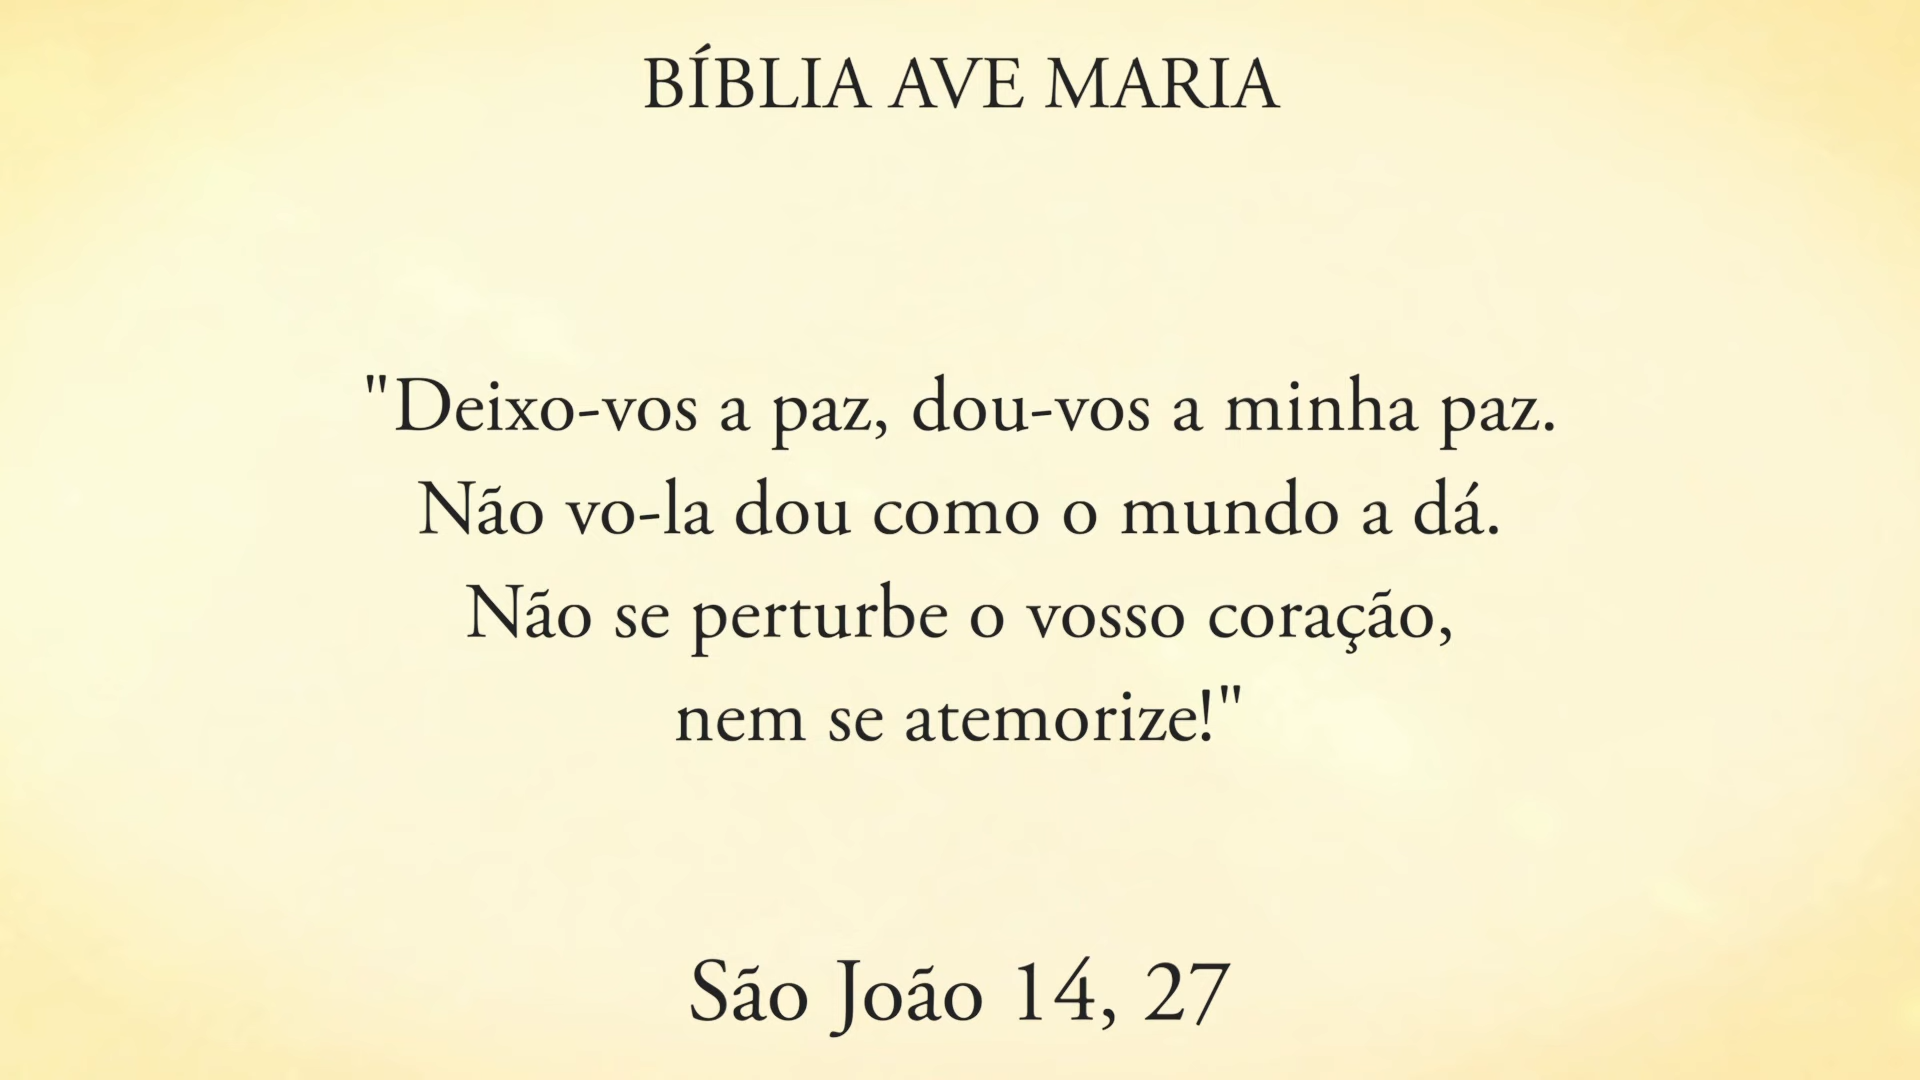 BÍBLIA AVE MARIA
"Deixo-vos a paz, dou-vos a minha paz.
Não vo-la dou como o mundo a dá.
Não se perturbe o vosso coração,
nem se atemorize!"
São João 14, 27